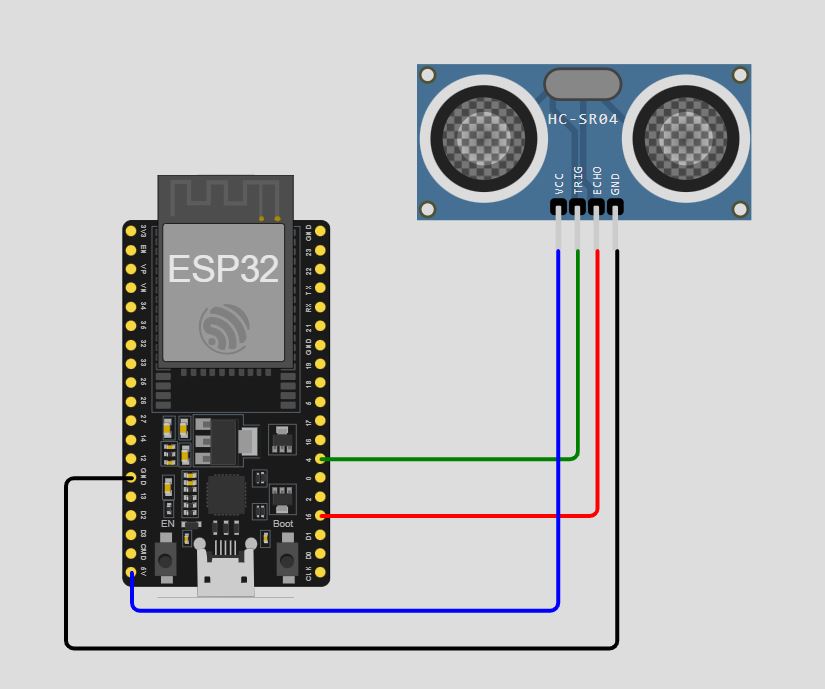 HC-SR04
VCC
TRIG
ECHO
GND
ESP32
3V3
EN
VP
VN
34
35
32
33
25
26
27
14
12
GND
13
D2
D3
CMD
5V
GND
23
22
TX
RX
21
GND
19
18
5
17
16
4
0
2
15
D1
D0
CLK
EN
Boot